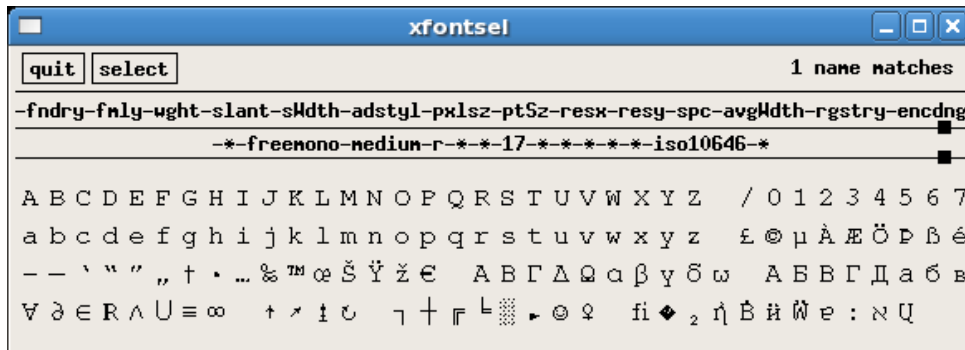 xfontsel
quit select 1 name matches
-fndry-fmly-wght-slant-sWdth-adstyl-pxlsz-ptSz-resx-resy-spc-avgWdth-rgstry-encdng
-*-freemono-medium-r-*-*-17-*-*-*-*-*-iso10646-*
A B C D E F G H I J K L M N O P Q R S T U V W X Y Z / 0 1 2 3 4 5 6 7
a b c d e f g h i j k l m n o p q r s t u v w x y z £ © µ À Æ Ö Þ ß é
– — ‘ “ ” „ † • … ‰ ™ œ Š Ÿ ž € Α Β Γ Δ Ω α β γ δ ω А Б В Г Д а б в
∀ ∂ ∈ ℝ ∧ ∪ ≡ ∞ ↑ ↗ ↨ ↻ ┐ ┼ ╔ ╘ ░ ► ☺ ♀ ﬁ � ₂ ἠ Ḃ ӥ Ẅ ɐ ː ⍎ א Ա